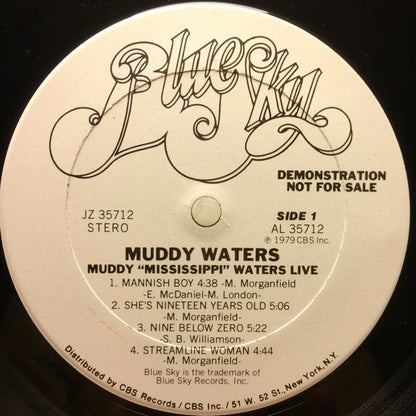 Blue Sky
DEMONSTRATION
NOT FOR SALE
JZ 35712
STERO
SIDE 1
AL 35712
℗ 1979 CBS Inc.
MUDDY WATERS
MUDDY "MISSISSIPPI" WATERS LIVE
1. MANNISH BOY 4:38 -M. Morganfield
-E. McDaniel-M. London-
2. SHE'S NINETEEN YEARS OLD 5:06
-M. Morganfield-
3. NINE BELOW ZERO 5:22
-S. B. Williamson-
4. STREAMLINE WOMAN 4:44
-M. Morganfield-
Blue Sky is the trademark of
Blue Sky Records, Inc.
Distributed by CBS Records / CBS Inc. / 51 W. 52 St., New York, N.Y.